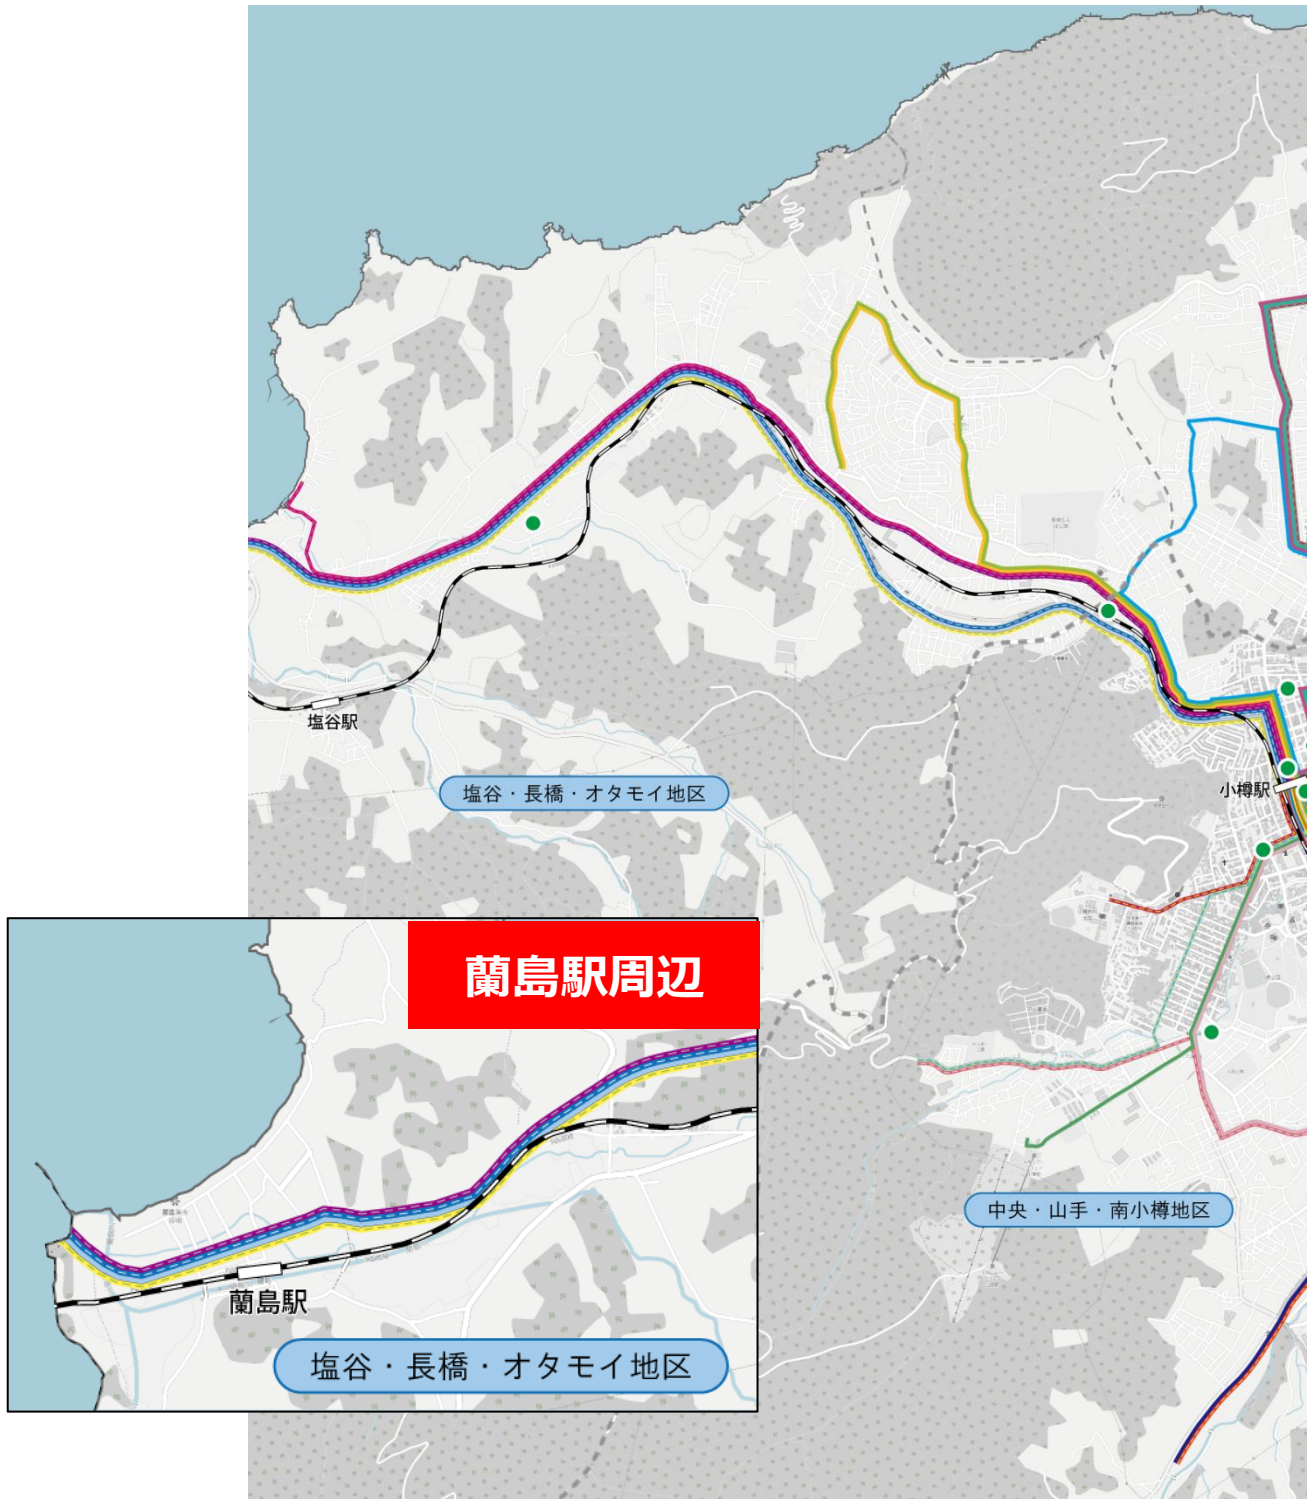 塩谷駅
塩谷・長橋・オタモイ地区
小樽駅
蘭島駅周辺
中央・山手・南小樽地区
蘭島駅
塩谷・長橋・オタモイ地区